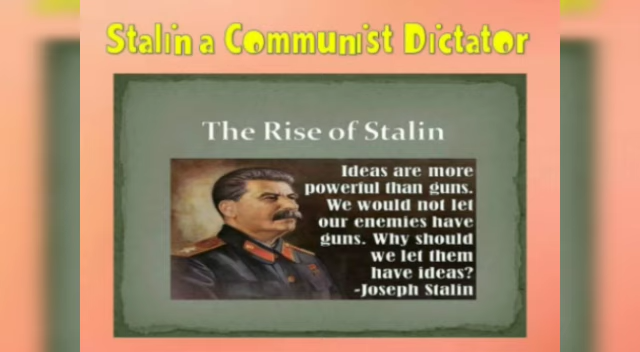 Stalin a Communist Dictator
The Rise of Stalin
Ideas are more
powerful than guns.
We would not let
our enemies have
guns. Why should
we let them
have ideas?
-Joseph Stalin